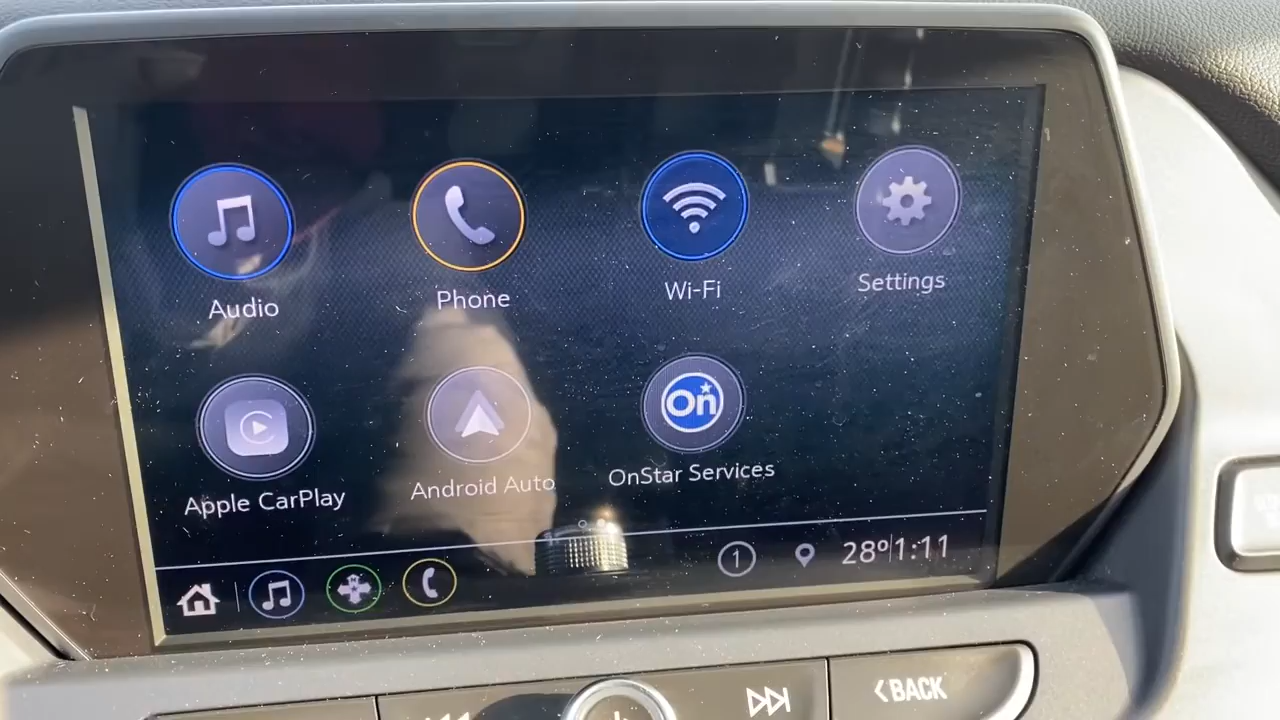 Audio
Phone
Wi-Fi
Settings
Apple CarPlay
Android Auto
On
OnStar Services
1
28° 1:11
BACK